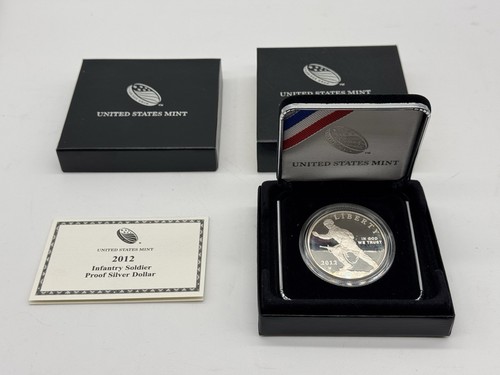 UNITED STATES MINT
UNITED STATES MINT
UNITED STATES MINT
LIBERTY
IN GOD
WE TRUST
2012
UNITED STATES MINT
2012
Infantry Soldier
Proof Silver Dollar